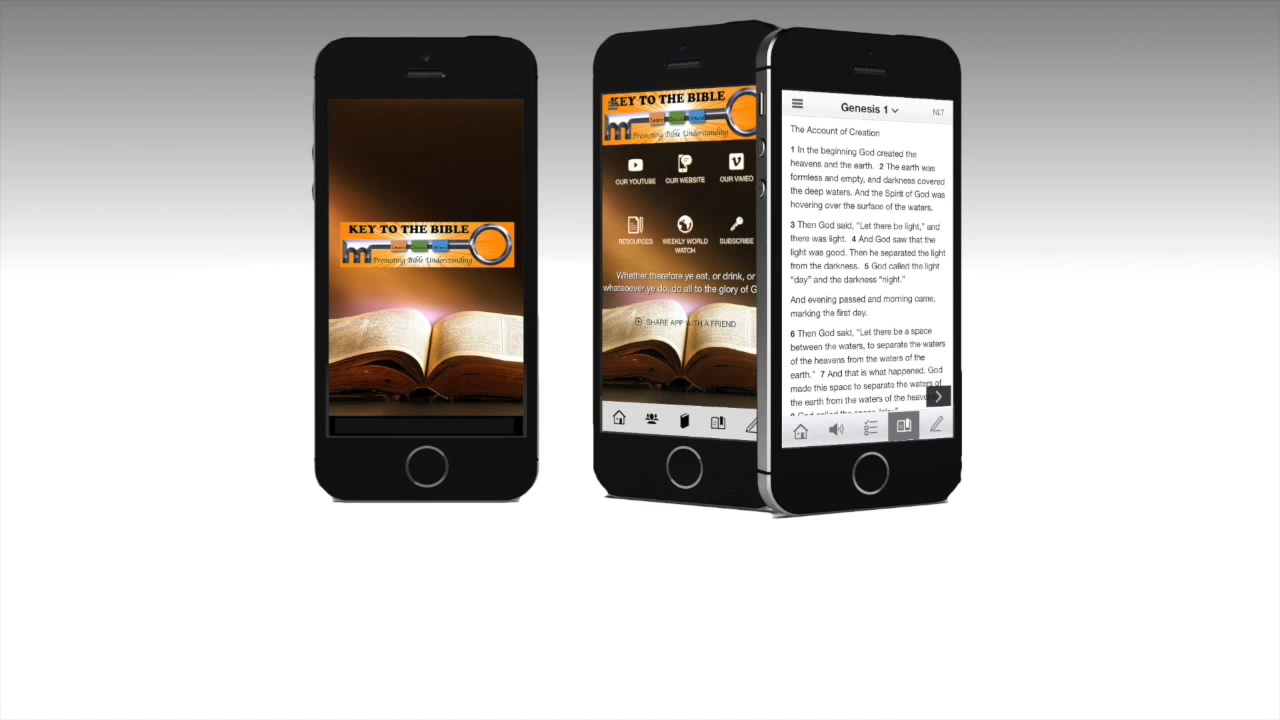 KEY TO THE BIBLE
Promoting Bible Understanding
KEY TO THE BIBLE
Promoting Bible Understanding
OUR YOUTUBE
OUR WEBSITE
OUR VIMEO
RESOURCES
WEEKLY WORLD
WATCH
SUBSCRIBE
Whether therefore ye eat, or drink, or
whatsoever ye do, do all to the glory of G
SHARE APP WITH A FRIEND
Genesis 1
NLT
The Account of Creation
1 In the beginning God created the
heavens and the earth. 2 The earth was
formless and empty, and darkness covered
the deep waters. And the Spirit of God was
hovering over the surface of the waters.
3 Then God said, “Let there be light,” and
there was light. 4 And God saw that the
light was good. Then he separated the light
from the darkness. 5 God called the light
“day” and the darkness “night.”
And evening passed and morning came,
marking the first day.
6 Then God said, “Let there be a space
between the waters, to separate the waters
of the heavens from the waters of the
earth.” 7 And that is what happened. God
made this space to separate the waters of
the earth from the waters of the heavens.
8 God called the space “sky.”